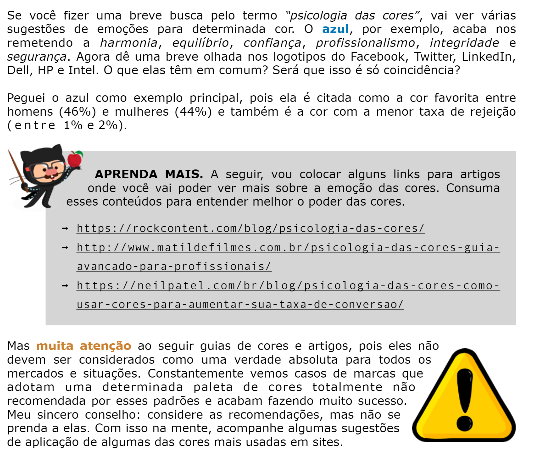 Se você fizer uma breve busca pelo termo “psicologia das cores”, vai ver várias
sugestões de emoções para determinada cor. O azul, por exemplo, acaba nos
remetendo a harmonia, equilíbrio, confiança, profissionalismo, integridade e
segurança. Agora dê uma breve olhada nos logotipos do Facebook, Twitter, LinkedIn,
Dell, HP e Intel. O que elas têm em comum? Será que isso é só coincidência?
Peguei o azul como exemplo principal, pois ela é citada como a cor favorita entre
homens (46%) e mulheres (44%) e também é a cor com a menor taxa de rejeição
(entre 1% e 2%).
APRENDA MAIS. A seguir, vou colocar alguns links para artigos
onde você vai poder ver mais sobre a emoção das cores. Consuma
esses conteúdos para entender melhor o poder das cores.
→ https://rockcontent.com/blog/psicologia-das-cores/
→ http://www.matildefilmes.com.br/psicologia-das-cores-guia-
avancado-para-profissionais/
→ https://neilpatel.com/br/blog/psicologia-das-cores-como-
usar-cores-para-aumentar-sua-taxa-de-conversao/
Mas muita atenção ao seguir guias de cores e artigos, pois eles não
devem ser considerados como uma verdade absoluta para todos os
mercados e situações. Constantemente vemos casos de marcas que
adotam uma determinada paleta de cores totalmente não
recomendada por esses padrões e acabam fazendo muito sucesso.
Meu sincero conselho: considere as recomendações, mas não se
prenda a elas. Com isso na mente, acompanhe algumas sugestões
de aplicação de algumas das cores mais usadas em sites.